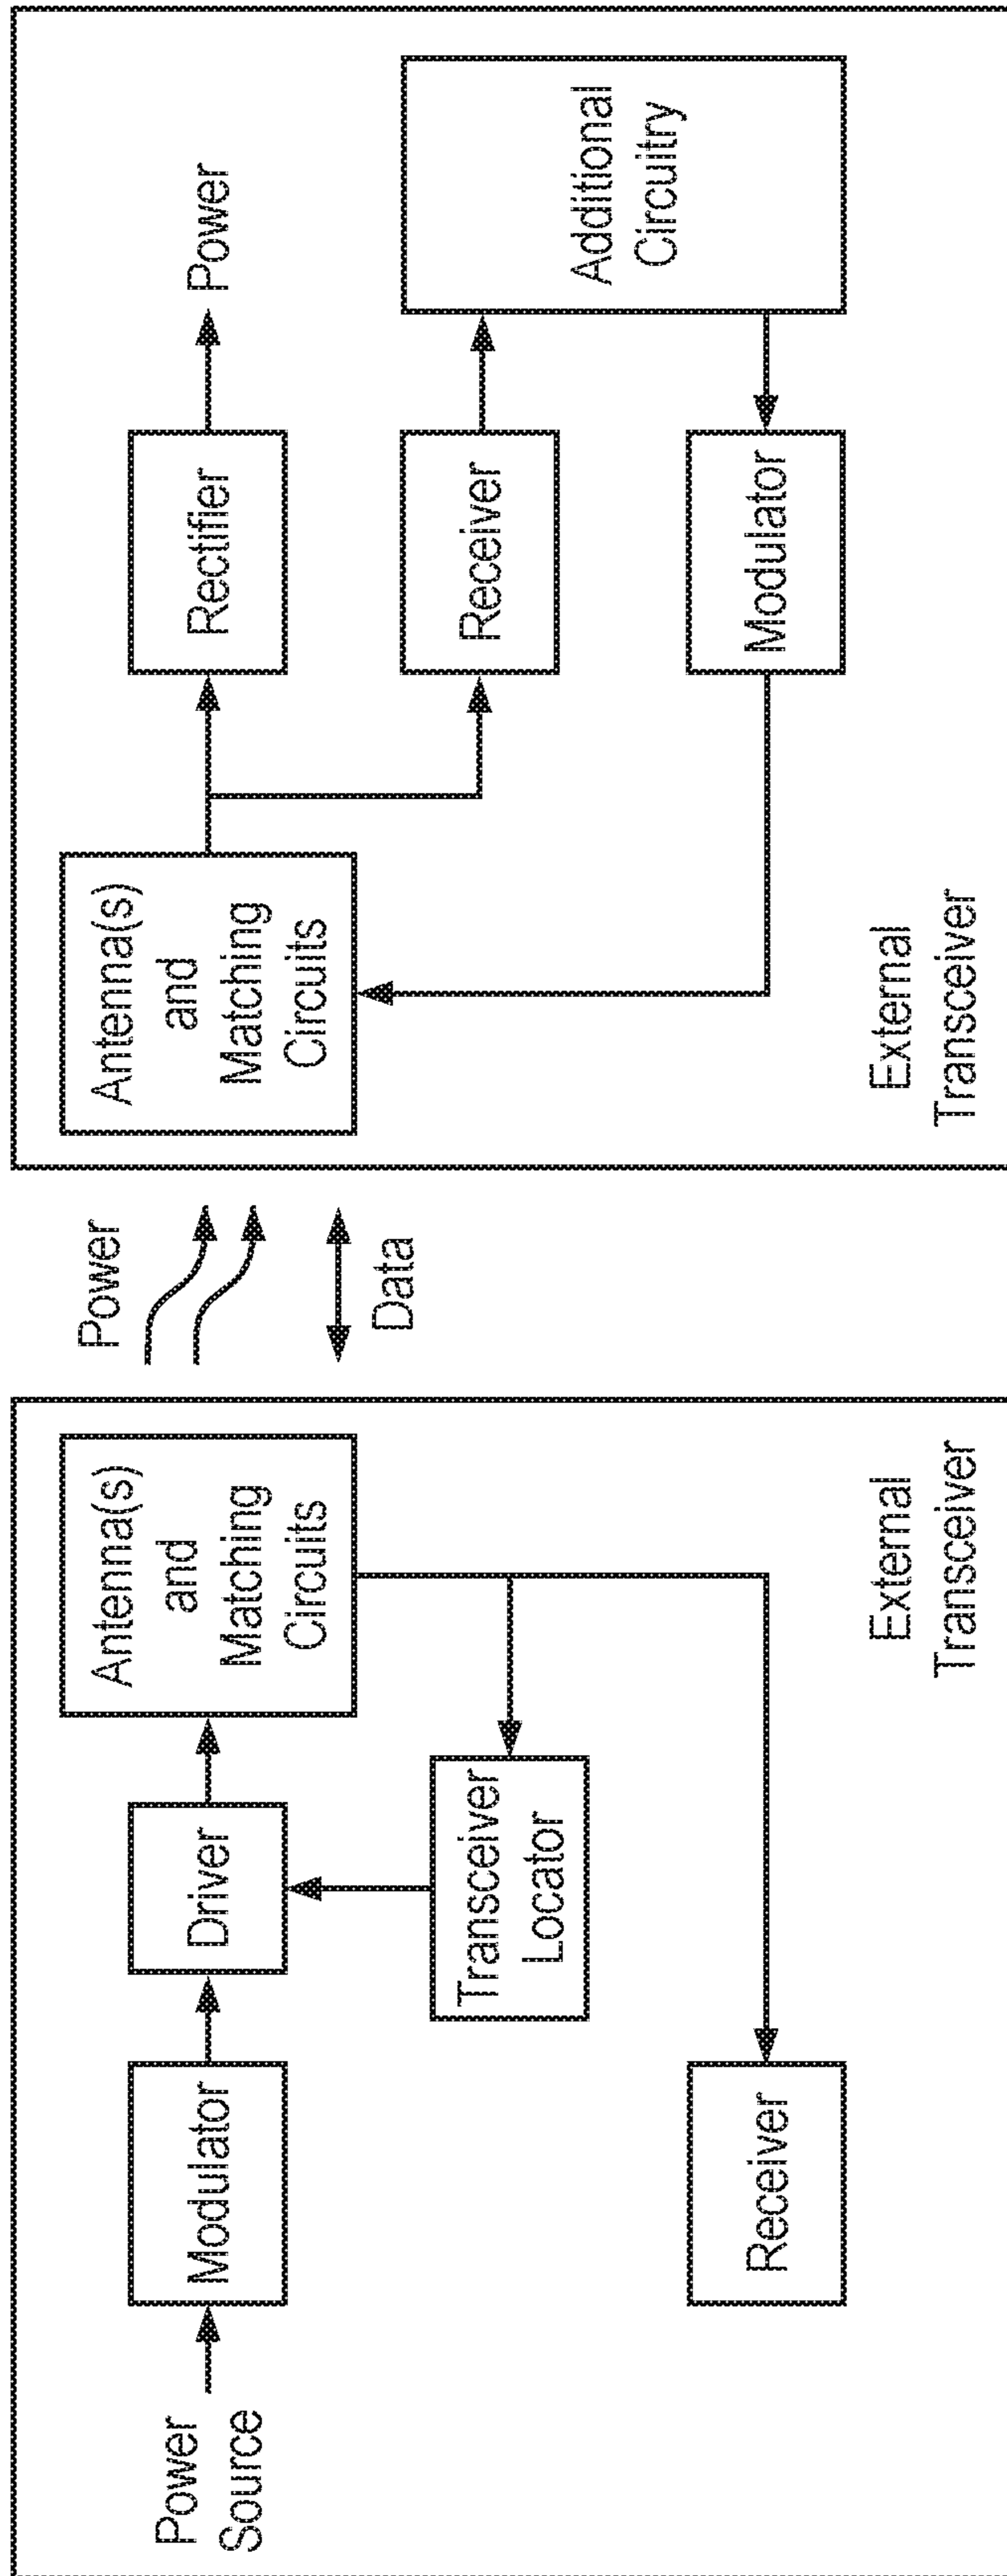 Power
Source
Modulator
Driver
Antenna(s)
and
Matching
Circuits
Transceiver
Locator
Receiver
External
Transceiver
Power
Data
Antenna(s)
and
Matching
Circuits
Rectifier
Power
Receiver
Additional
Circuitry
Modulator
External
Transceiver